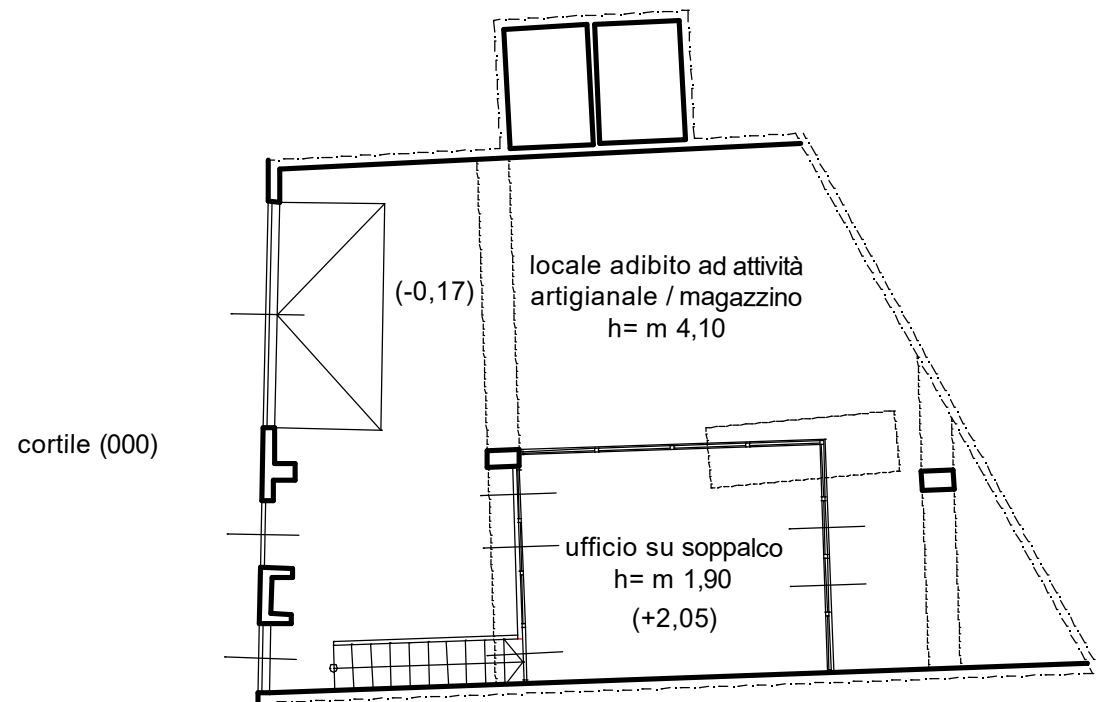 locale adibito ad attività
artigianale / magazzino
h= m 4,10
(-0,17)
cortile (000)
ufficio su soppalco
h= m 1,90
(+2,05)